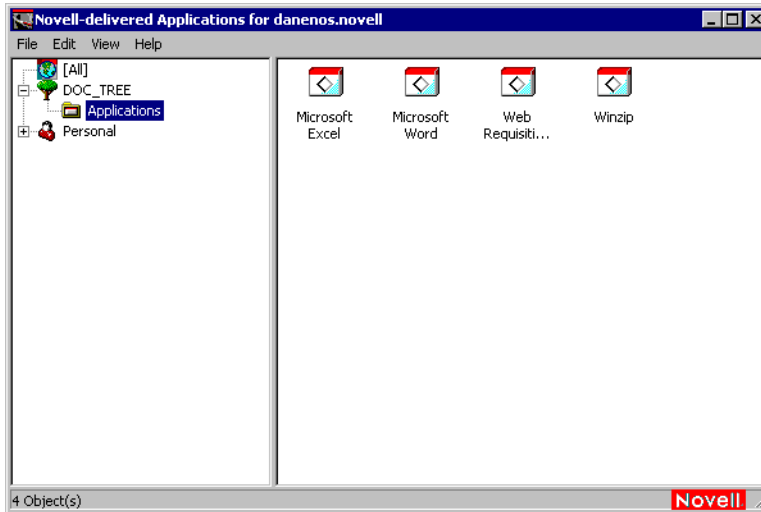 Novell-delivered Applications for danenos.novell
File Edit View Help
[All]
DOC_TREE
Applications
Personal
Microsoft
Excel
Microsoft
Word
Web
Requisiti...
Winzip
4 Object(s)
Novell